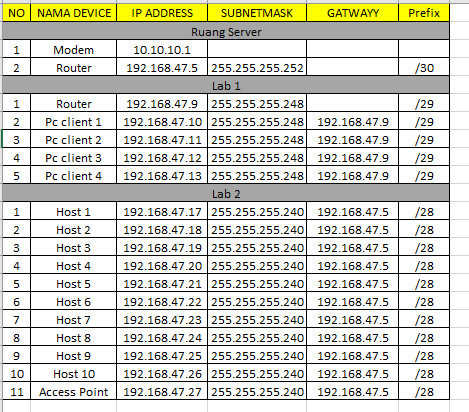 NO NAMA DEVICE IP ADDRESS SUBNETMASK GATWAYY Prefix
Ruang Server
1 Modem 10.10.10.1
2 Router 192.168.47.5 255.255.255.252 /30
Lab 1
1 Router 192.168.47.9 255.255.255.248 /29
2 Pc client 1 192.168.47.10 255.255.255.248 192.168.47.9 /29
3 Pc client 2 192.168.47.11 255.255.255.248 192.168.47.9 /29
4 Pc client 3 192.168.47.12 255.255.255.248 192.168.47.9 /29
5 Pc client 4 192.168.47.13 255.255.255.248 192.168.47.9 /29
Lab 2
1 Host 1 192.168.47.17 255.255.255.240 192.168.47.5 /28
2 Host 2 192.168.47.18 255.255.255.240 192.168.47.5 /28
3 Host 3 192.168.47.19 255.255.255.240 192.168.47.5 /28
4 Host 4 192.168.47.20 255.255.255.240 192.168.47.5 /28
5 Host 5 192.168.47.21 255.255.255.240 192.168.47.5 /28
6 Host 6 192.168.47.22 255.255.255.240 192.168.47.5 /28
7 Host 7 192.168.47.23 255.255.255.240 192.168.47.5 /28
8 Host 8 192.168.47.24 255.255.255.240 192.168.47.5 /28
9 Host 9 192.168.47.25 255.255.255.240 192.168.47.5 /28
10 Host 10 192.168.47.26 255.255.255.240 192.168.47.5 /28
11 Access Point 192.168.47.27 255.255.255.240 192.168.47.5 /28